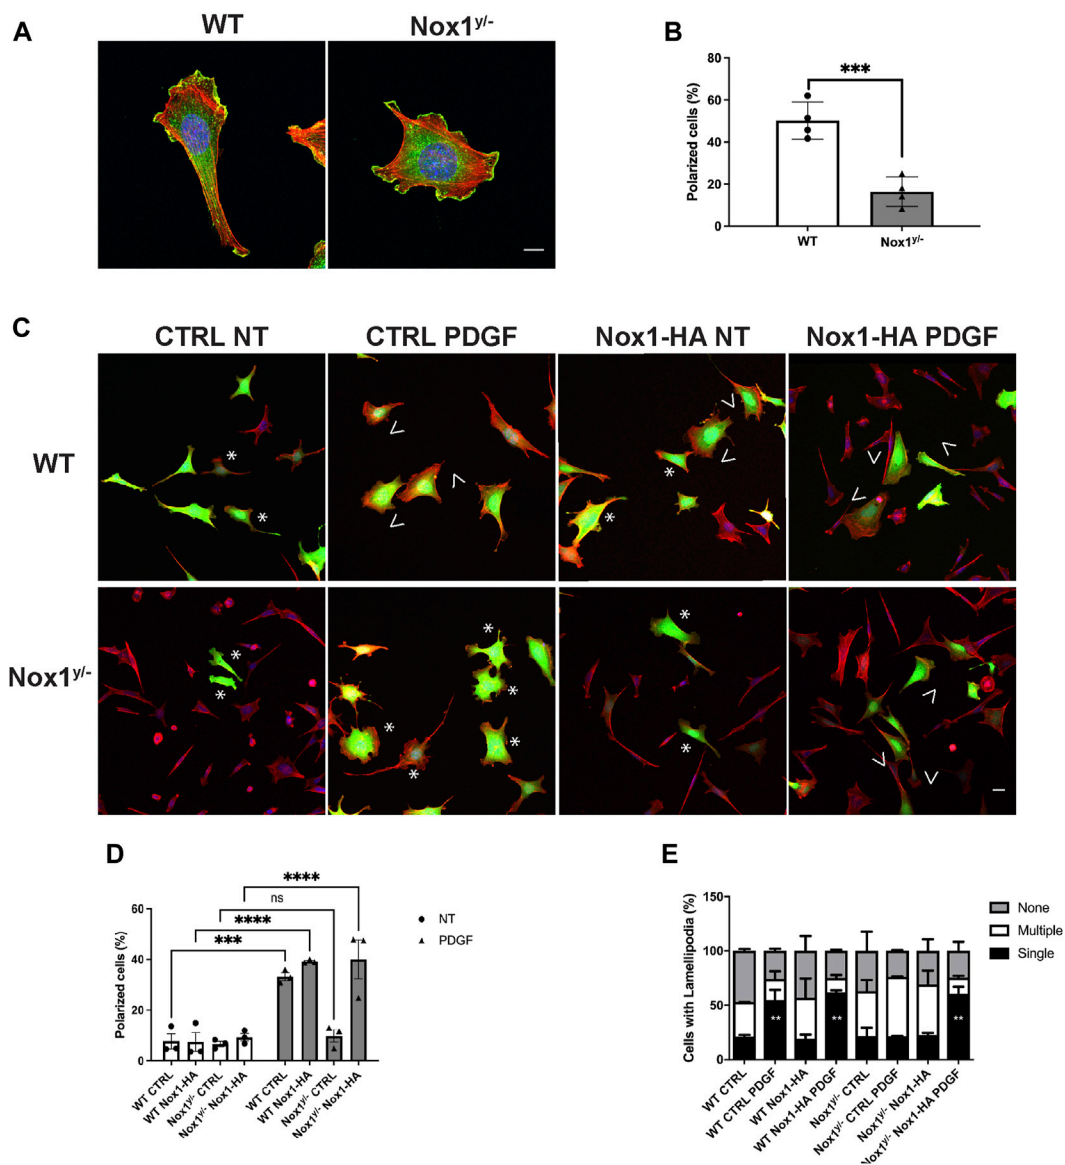 A
WT
Nox1y/-
B
Polarized cells (%)
80
60
40
20
0
***
WT
Nox1y/-
C
CTRL NT
CTRL PDGF
Nox1-HA NT
Nox1-HA PDGF
WT
*
*
*
*
Nox1y/-
*
*
*
*
*
*
*
*
*
D
Polarized cells (%)
60
40
20
0
****
ns
****
***
NT
PDGF
WT CTRL
WT Nox1-HA
Nox1y/- CTRL
Nox1y/- Nox1-HA
WT CTRL
WT Nox1-HA
Nox1y/- CTRL
Nox1y/- Nox1-HA
E
Cells with Lamellipodia (%)
150
100
50
0
**
**
**
None
Multiple
Single
WT CTRL
WT CTRL PDGF
WT Nox1-HA
WT Nox1-HA PDGF
Nox1y/- CTRL
Nox1y/- CTRL PDGF
Nox1y/- Nox1-HA
Nox1y/- Nox1-HA PDGF